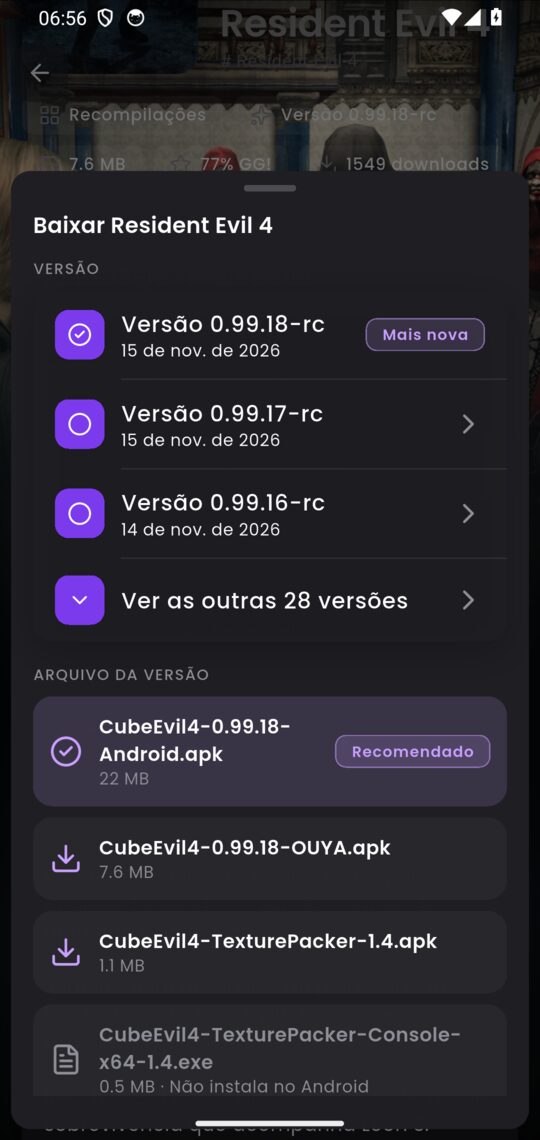 06:56
Resident Evil 4
# Resident Evil 4
Recompilações
Versão 0.99.18-rc
7.6 MB
77% GG!
1549 downloads
Baixar Resident Evil 4
VERSÃO
Versão 0.99.18-rc
15 de nov. de 2026
Mais nova
Versão 0.99.17-rc
15 de nov. de 2026
Versão 0.99.16-rc
14 de nov. de 2026
Ver as outras 28 versões
ARQUIVO DA VERSÃO
CubeEvil4-0.99.18-
Android.apk
22 MB
Recomendado
CubeEvil4-0.99.18-OUYA.apk
7.6 MB
CubeEvil4-TexturePacker-1.4.apk
1.1 MB
CubeEvil4-TexturePacker-Console-
x64-1.4.exe
0.5 MB · Não instala no Android